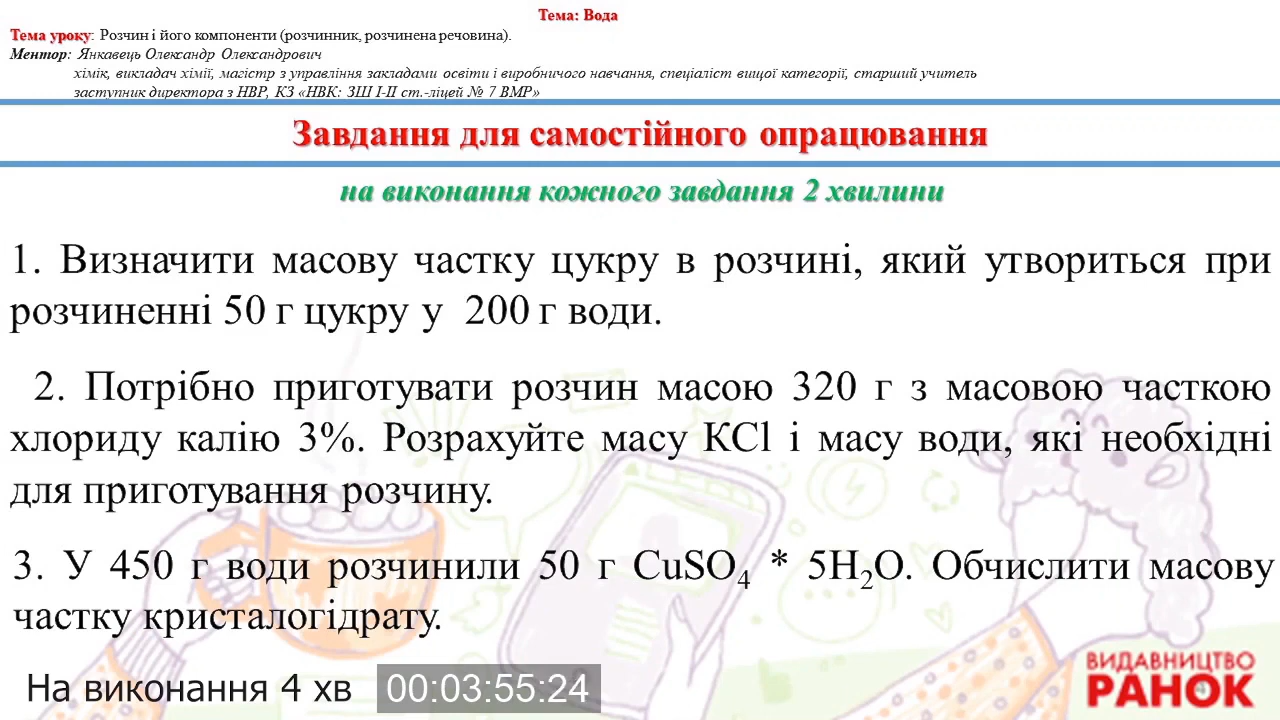 Тема: Вода
Тема уроку: Розчин і його компоненти (розчинник, розчинена речовина).
Ментор: Янкавець Олександр Олександрович
хімік, викладач хімії, магістр з управління закладами освіти і виробничого навчання, спеціаліст вищої категорії, старший учитель
заступник директора з НВР, КЗ «НВК: ЗШ І-ІІ ст.-ліцей № 7 ВМР»
Завдання для самостійного опрацювання
на виконання кожного завдання 2 хвилини
1. Визначити масову частку цукру в розчині, який утвориться при
розчиненні 50 г цукру у 200 г води.
2. Потрібно приготувати розчин масою 320 г з масовою часткою
хлориду калію 3%. Розрахуйте масу KCl і масу води, які необхідні
для приготування розчину.
3. У 450 г води розчинили 50 г CuSO₄ * 5H₂O. Обчислити масову
частку кристалогідрату.
На виконання 4 хв 00:03:55:24
ВИДАВНИЦТВО
РАНОК